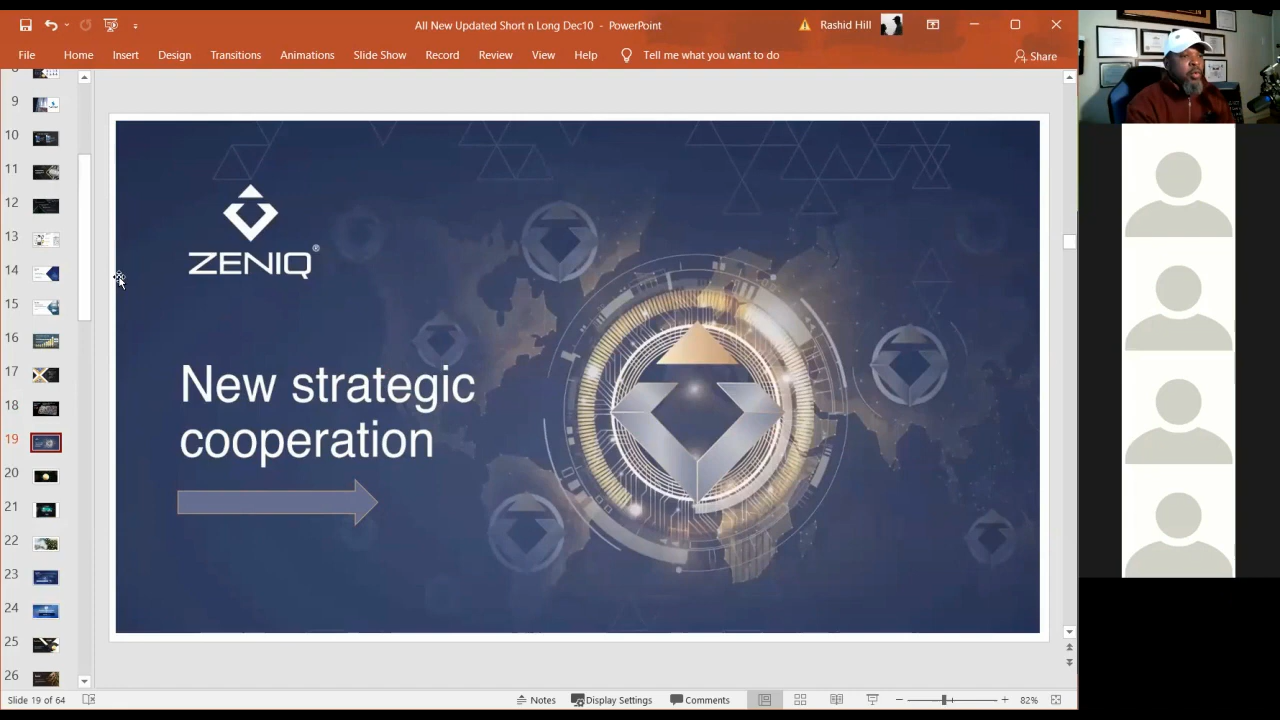 All New Updated Short n Long Dec10 - PowerPoint
Rashid Hill
File Home Insert Design Transitions Animations Slide Show Record Review View Help Tell me what you want to do
Share
9
10
11
12
13
14
15
16
17
18
19
20
21
22
23
24
25
26
ZENIQ®
New strategic
cooperation
Slide 19 of 64
Notes Display Settings Comments
82%